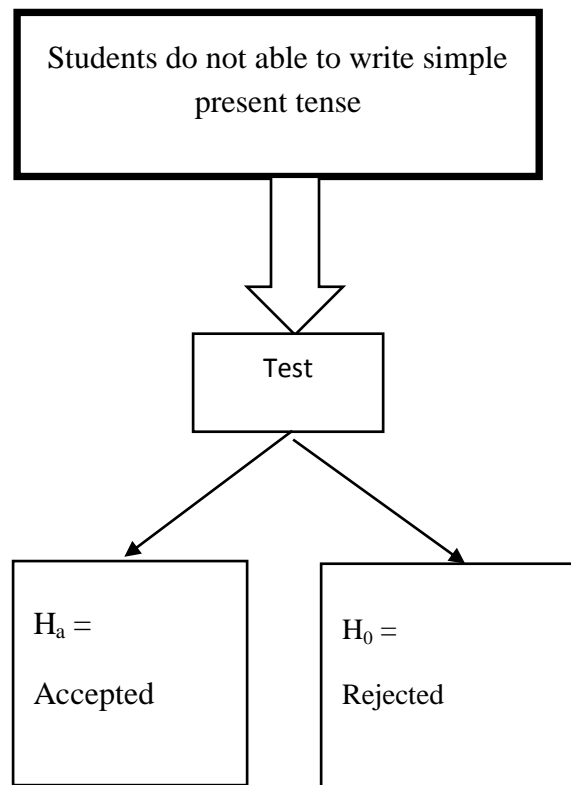 Students do not able to write simple
present tense
Test
Hₐ =
Accepted
H₀ =
Rejected